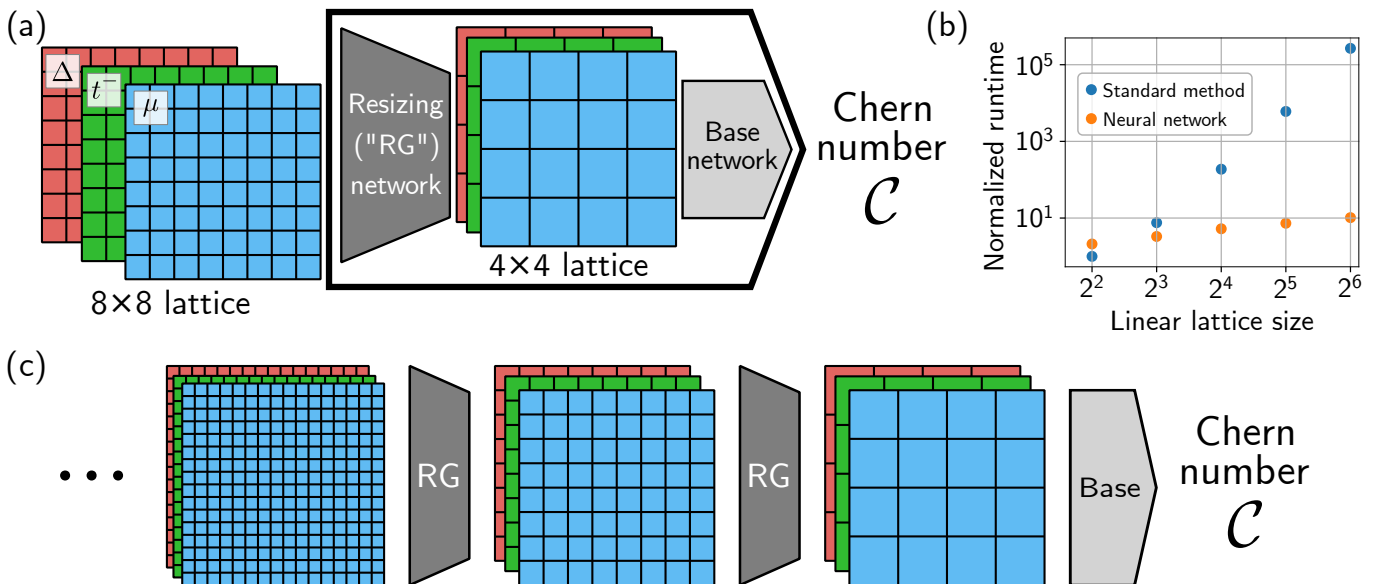 (a)
Δ
t⁻
μ
8×8 lattice
Resizing
("RG")
network
4×4 lattice
Base
network
Chern
number
𝒞
(b)
Normalized runtime
10⁵
10³
10¹
Standard method
Neural network
2² 2³ 2⁴ 2⁵ 2⁶
Linear lattice size
(c)
...
RG
RG
Base
Chern
number
𝒞